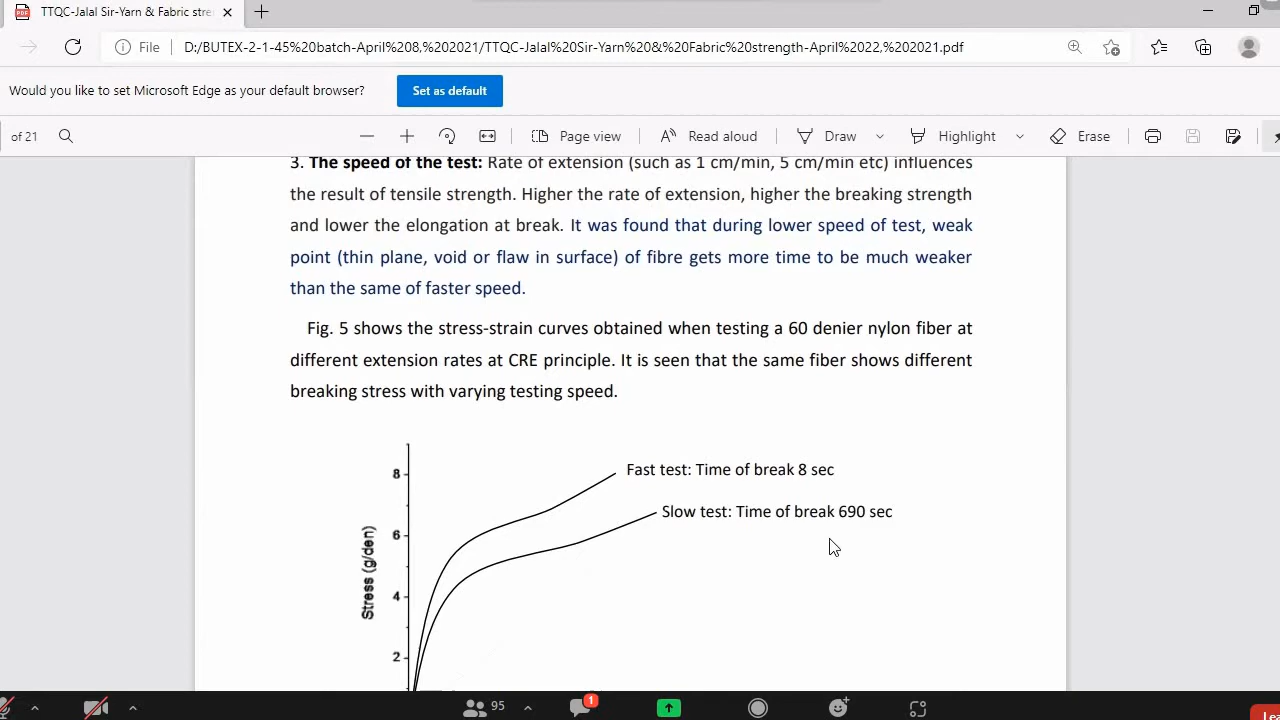 TTQC-Jalal Sir-Yarn & Fabric stre
File D:/BUTEX-2-1-45%20batch-April%208,%202021/TTQC-Jalal%20Sir-Yarn%20&%20Fabric%20strength-April%2022,%202021.pdf
Would you like to set Microsoft Edge as your default browser? Set as default
of 21 Page view Read aloud Draw Highlight Erase
3. The speed of the test: Rate of extension (such as 1 cm/min, 5 cm/min etc) influences
the result of tensile strength. Higher the rate of extension, higher the breaking strength
and lower the elongation at break. It was found that during lower speed of test, weak
point (thin plane, void or flaw in surface) of fibre gets more time to be much weaker
than the same of faster speed.
Fig. 5 shows the stress-strain curves obtained when testing a 60 denier nylon fiber at
different extension rates at CRE principle. It is seen that the same fiber shows different
breaking stress with varying testing speed.
8
Fast test: Time of break 8 sec
Slow test: Time of break 690 sec
6
Stress (g/den)
4
2
95 1